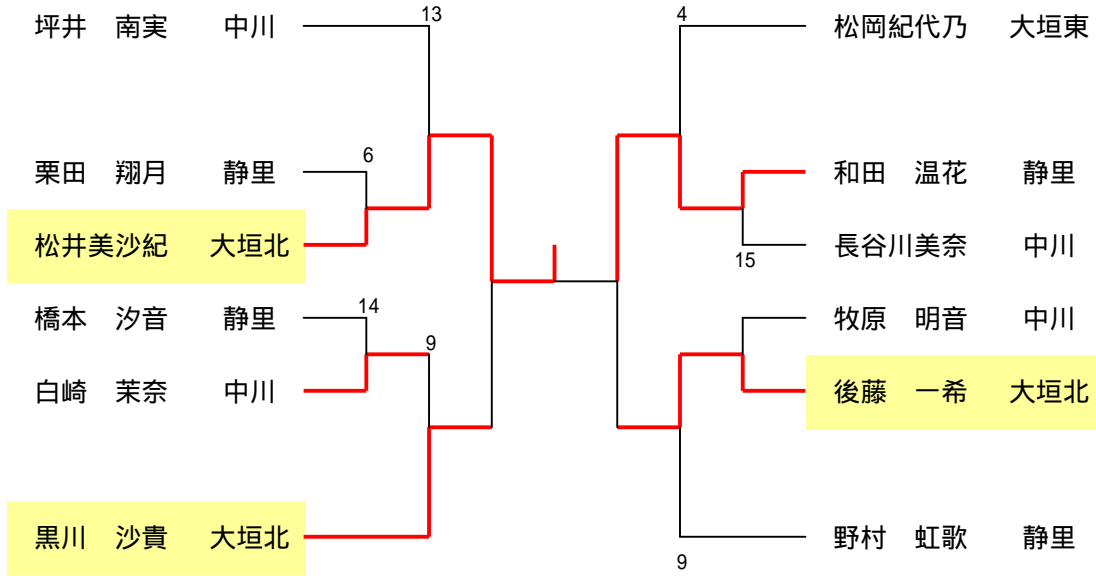 坪井　南実　中川
13
栗田　翔月　静里
6
松井美沙紀　大垣北
橋本　汐音　静里
14
白崎　茉奈　中川
9
黒川　沙貴　大垣北
4
松岡紀代乃　大垣東
和田　温花　静里
長谷川美奈　中川
15
牧原　明音　中川
後藤　一希　大垣北
野村　虹歌　静里
9